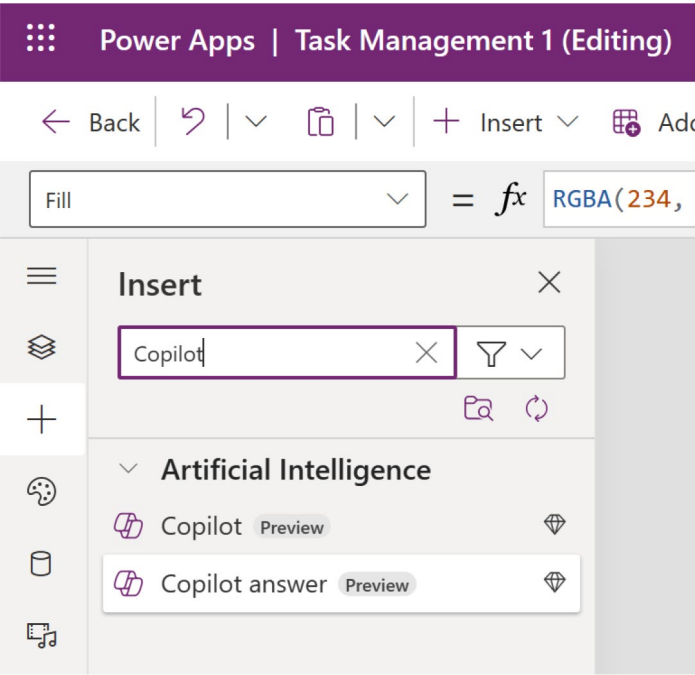 Power Apps | Task Management 1 (Editing)
Back | | Insert Add
Fill = fx RGBA(234,
Insert
Copilot
Artificial Intelligence
Copilot Preview
Copilot answer Preview